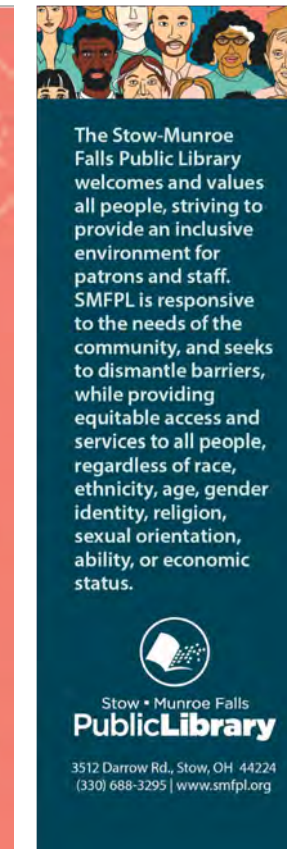 The Stow-Munroe
Falls Public Library
welcomes and values
all people, striving to
provide an inclusive
environment for
patrons and staff.
SMFPL is responsive
to the needs of the
community, and seeks
to dismantle barriers,
while providing
equitable access and
services to all people,
regardless of race,
ethnicity, age, gender
identity, religion,
sexual orientation,
ability, or economic
status.
Stow • Munroe Falls
PublicLibrary
3512 Darrow Rd., Stow, OH 44224
(330) 688-3295 | www.smfpl.org